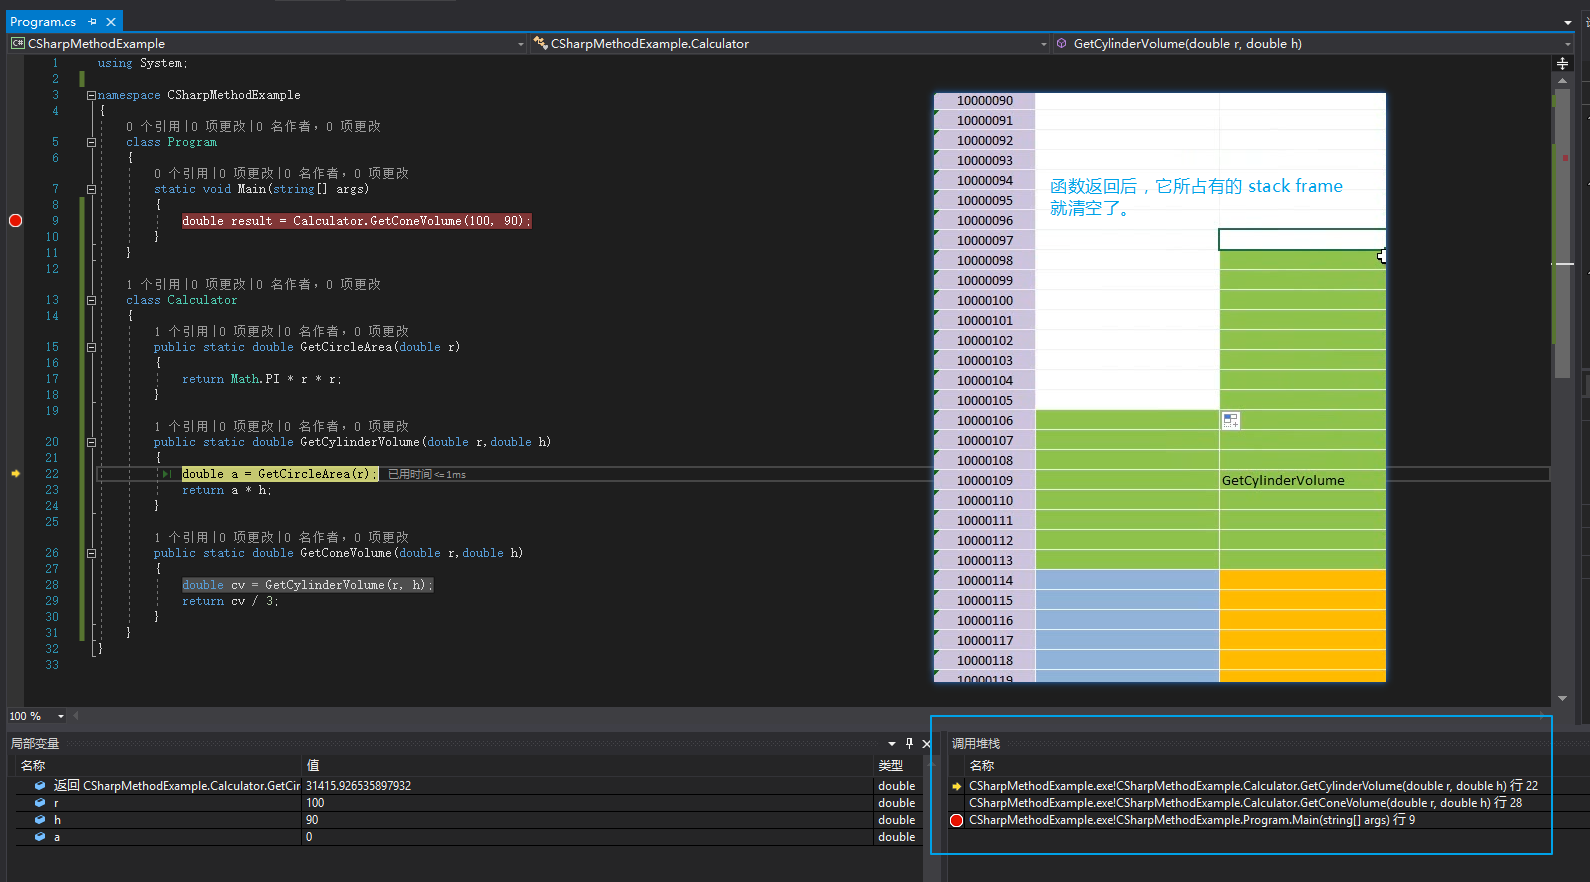 Program.cs
CSharpMethodExample
CSharpMethodExample.Calculator
GetCylinderVolume(double r, double h)
1 using System;
2
3 namespace CSharpMethodExample
4 {
0 个引用|0 项更改|0 名作者，0 项更改
5 class Program
6 {
0 个引用|0 项更改|0 名作者，0 项更改
7 static void Main(string[] args)
8 {
9 double result = Calculator.GetConeVolume(100, 90);
10 }
11 }
12
1 个引用|0 项更改|0 名作者，0 项更改
13 class Calculator
14 {
1 个引用|0 项更改|0 名作者，0 项更改
15 public static double GetCircleArea(double r)
16 {
17 return Math.PI * r * r;
18 }
19
1 个引用|0 项更改|0 名作者，0 项更改
20 public static double GetCylinderVolume(double r,double h)
21 {
22 double a = GetCircleArea(r); 已用时间 <= 1ms
23 return a * h;
24 }
25
1 个引用|0 项更改|0 名作者，0 项更改
26 public static double GetConeVolume(double r,double h)
27 {
28 double cv = GetCylinderVolume(r, h);
29 return cv / 3;
30 }
31 }
32 }
33
10000090
10000091
10000092
10000093
10000094
10000095
10000096
10000097
10000098
10000099
10000100
10000101
10000102
10000103
10000104
10000105
10000106
10000107
10000108
10000109
10000110
10000111
10000112
10000113
10000114
10000115
10000116
10000117
10000118
10000119
函数返回后，它所占有的 stack frame
就清空了。
GetCylinderVolume
100 %
局部变量
名称 值 类型
返回 CSharpMethodExample.Calculator.GetCir 31415.926535897932 double
r 100 double
h 90 double
a 0 double
调用堆栈
名称
CSharpMethodExample.exe!CSharpMethodExample.Calculator.GetCylinderVolume(double r, double h) 行 22
CSharpMethodExample.exe!CSharpMethodExample.Calculator.GetConeVolume(double r, double h) 行 28
CSharpMethodExample.exe!CSharpMethodExample.Program.Main(string[] args) 行 9